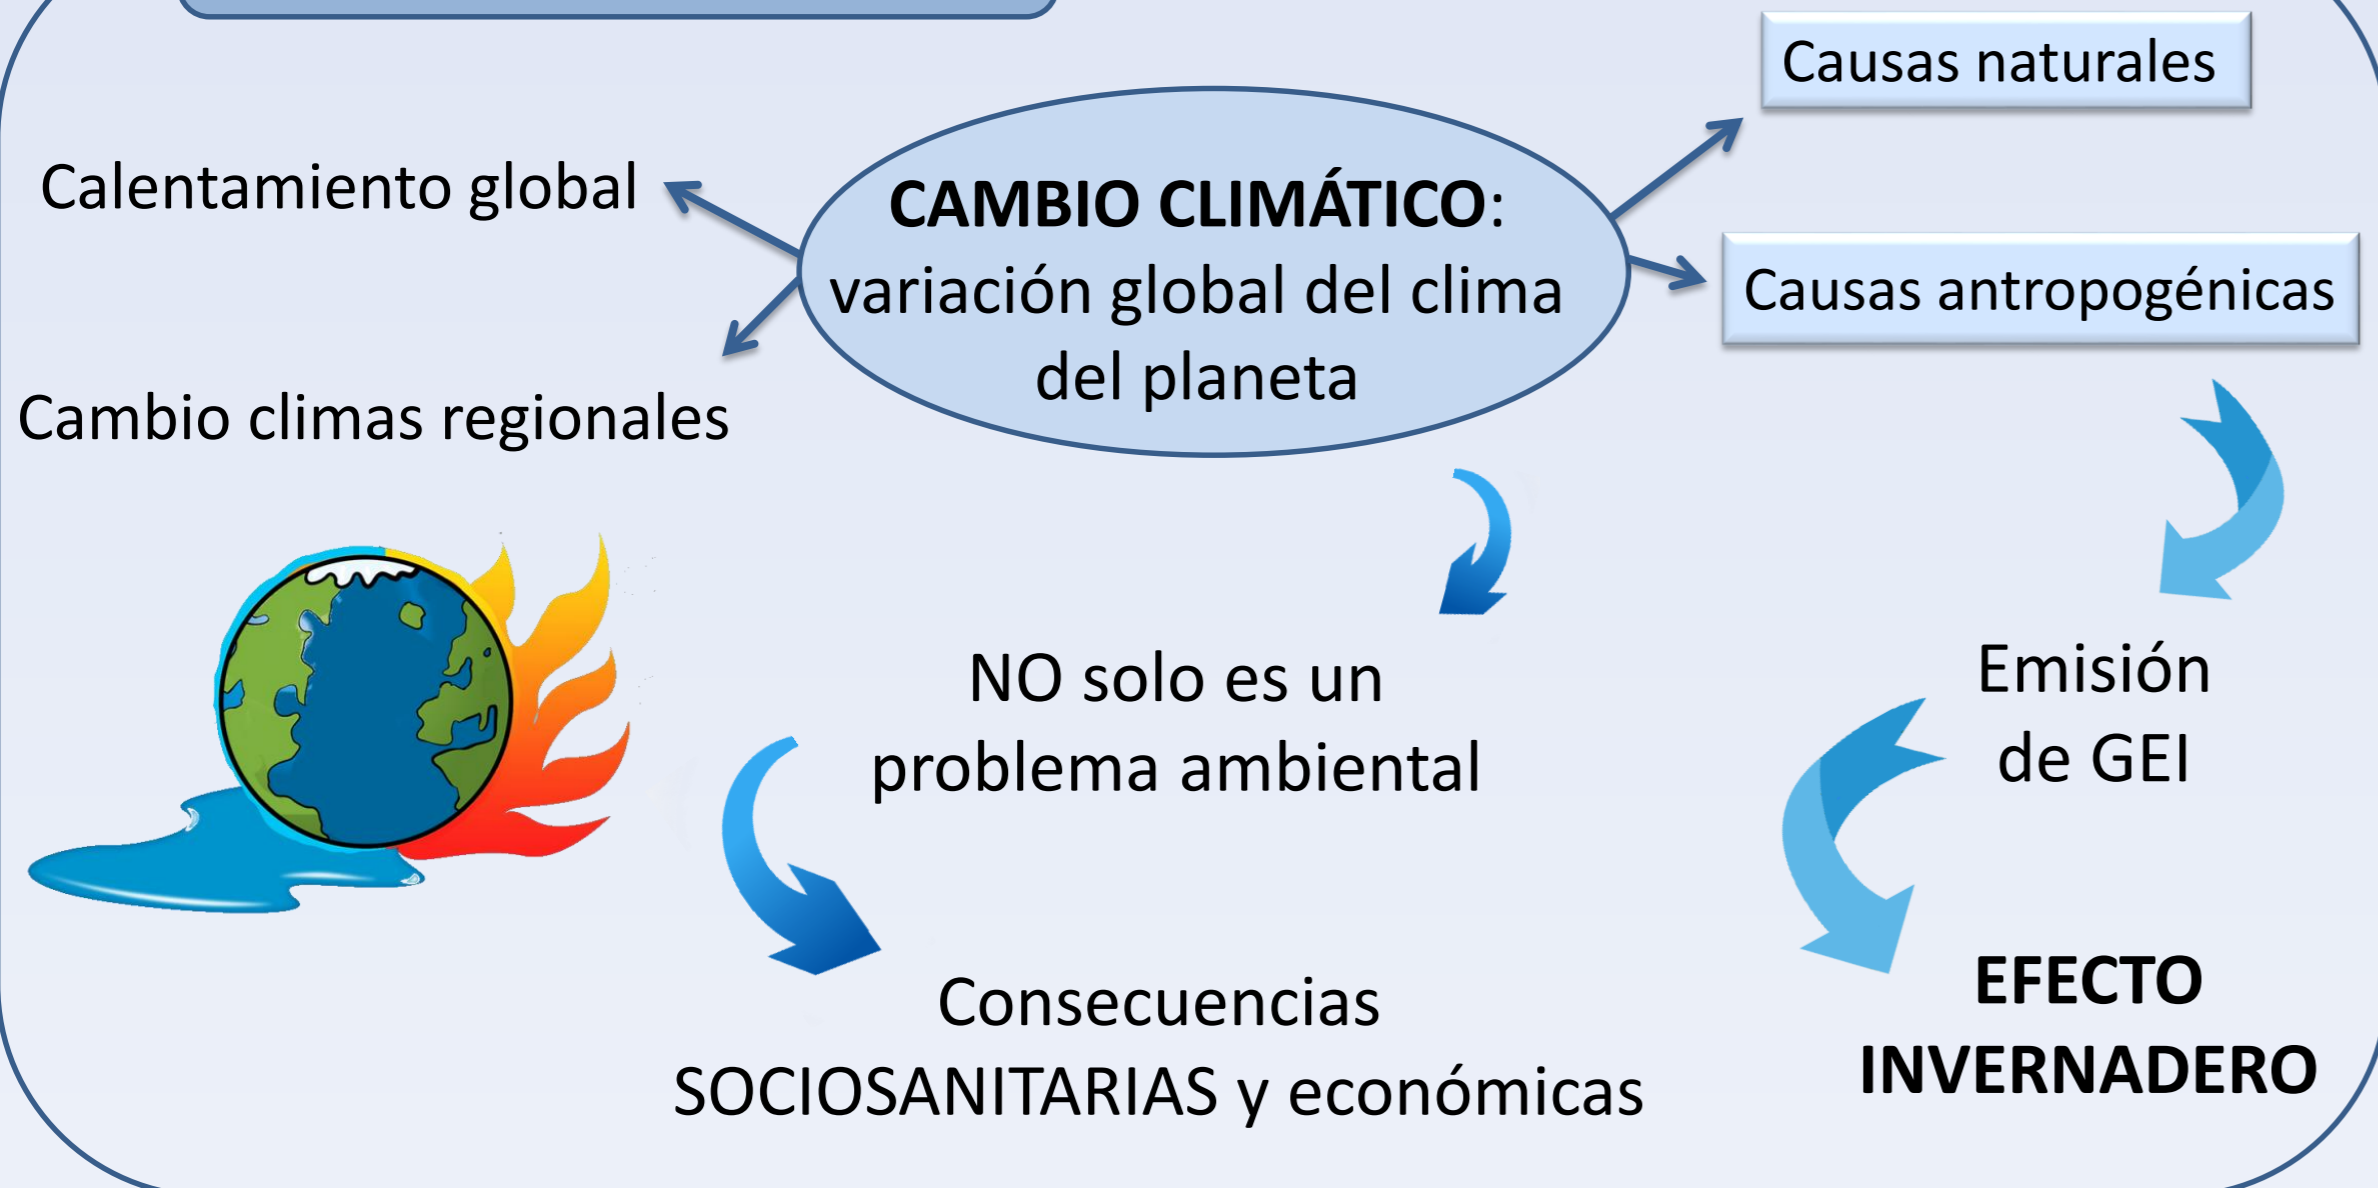 Causas naturales
Calentamiento global
CAMBIO CLIMÁTICO:
variación global del clima
del planeta
Causas antropogénicas
Cambio climas regionales
NO solo es un
problema ambiental
Emisión
de GEI
Consecuencias
SOCIOSANITARIAS y económicas
EFECTO
INVERNADERO